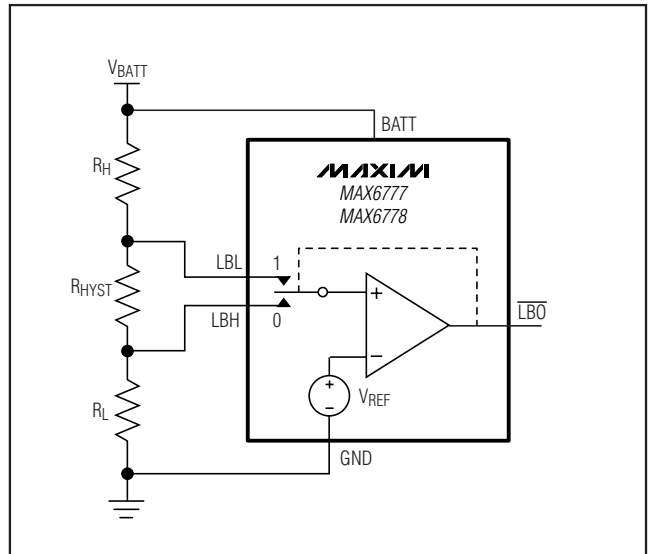 VBATT
BATT
RH
MAXIM
MAX6777
MAX6778
LBL
1
RHYST
+
LBO
LBH
0
−
+
−
VREF
RL
GND